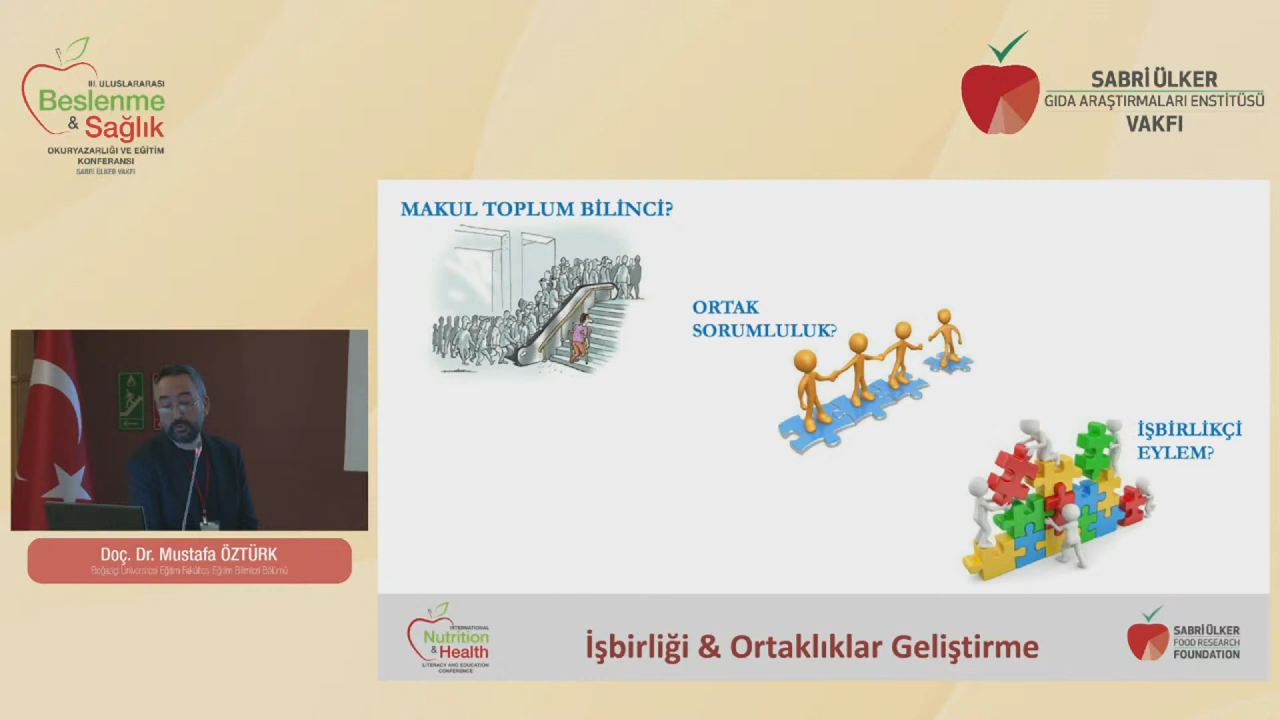 III. ULUSLARARASI
Beslenme
& Sağlık
OKURYAZARLIĞI VE EĞİTİM
KONFERANSI
SABRİ ÜLKER VAKFI
SABRİ ÜLKER
GIDA ARAŞTIRMALARI ENSTİTÜSÜ
VAKFI
MAKUL TOPLUM BİLİNCİ?
ORTAK
SORUMLULUK?
İŞBİRLİKÇİ
EYLEM?
Doç. Dr. Mustafa ÖZTÜRK
Boğaziçi Üniversitesi Eğitim Fakültesi Eğitim Bilimleri Bölümü
INTERNATIONAL
Nutrition
& Health
LITERACY AND EDUCATION
CONFERENCE
İşbirliği & Ortaklıklar Geliştirme
SABRİ ÜLKER
FOOD RESEARCH
FOUNDATION